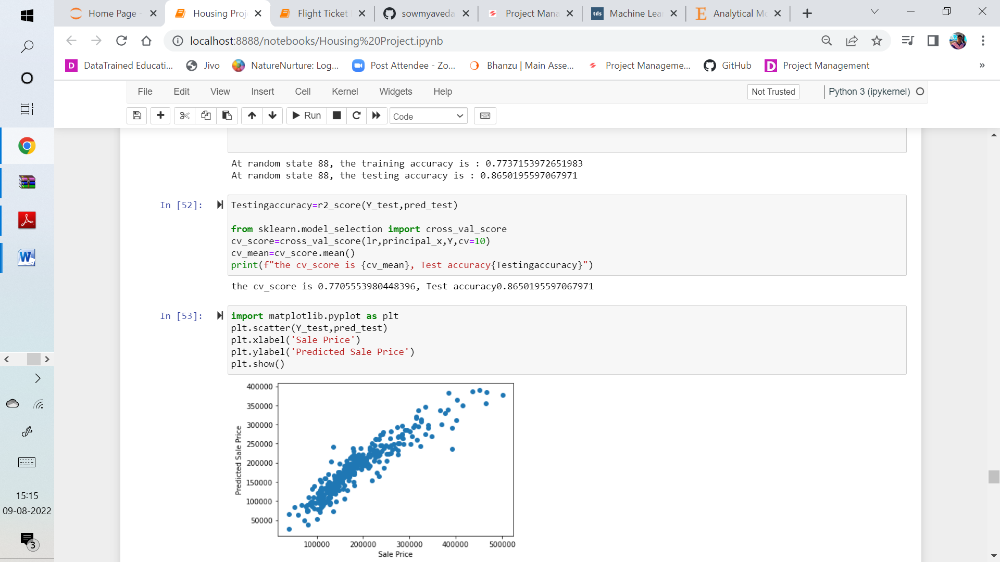 Home Page -
Housing Proj
Flight Ticket
sowmyaveda
Project Mana
tds
Machine Lea
Analytical Mo
localhost:8888/notebooks/Housing%20Project.ipynb
DataTrained Educati...
Jivo
NatureNurture: Log...
Post Attendee - Zo...
Bhanzu | Main Asse...
Project Manageme...
GitHub
Project Management
»
File Edit View Insert Cell Kernel Widgets Help
Not Trusted
Python 3 (ipykernel)
Run
Code
At random state 88, the training accuracy is : 0.7737153972651983
At random state 88, the testing accuracy is : 0.8650195597067971
In [52]:
Testingaccuracy=r2_score(Y_test,pred_test)
from sklearn.model_selection import cross_val_score
cv_score=cross_val_score(lr,principal_x,Y,cv=10)
cv_mean=cv_score.mean()
print(f"the cv_score is {cv_mean}, Test accuracy{Testingaccuracy}")
the cv_score is 0.7705553980448396, Test accuracy0.8650195597067971
In [53]:
import matplotlib.pyplot as plt
plt.scatter(Y_test,pred_test)
plt.xlabel('Sale Price')
plt.ylabel('Predicted Sale Price')
plt.show()
400000
350000
300000
250000
200000
150000
100000
50000
Predicted Sale Price
100000 200000 300000 400000 500000
Sale Price
15:15
09-08-2022
3